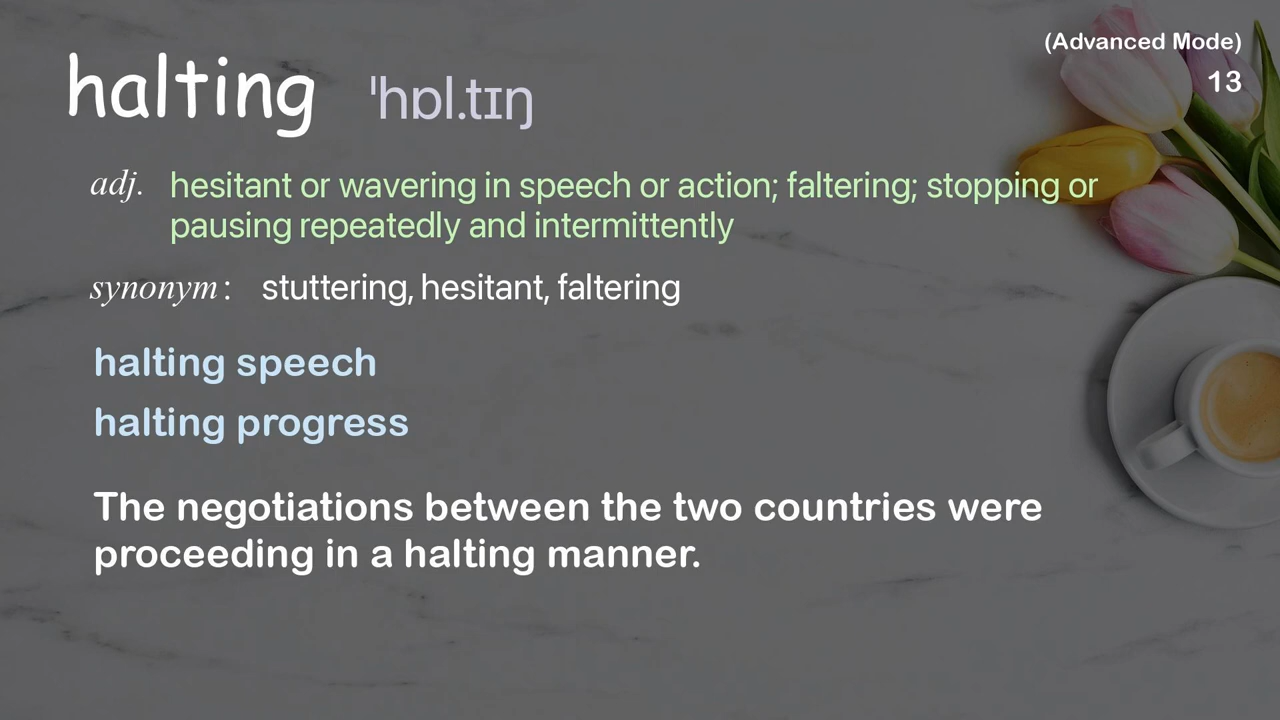 (Advanced Mode)
13
halting ˈhɒl.tɪŋ
adj. hesitant or wavering in speech or action; faltering; stopping or
pausing repeatedly and intermittently
synonym : stuttering, hesitant, faltering
halting speech
halting progress
The negotiations between the two countries were
proceeding in a halting manner.